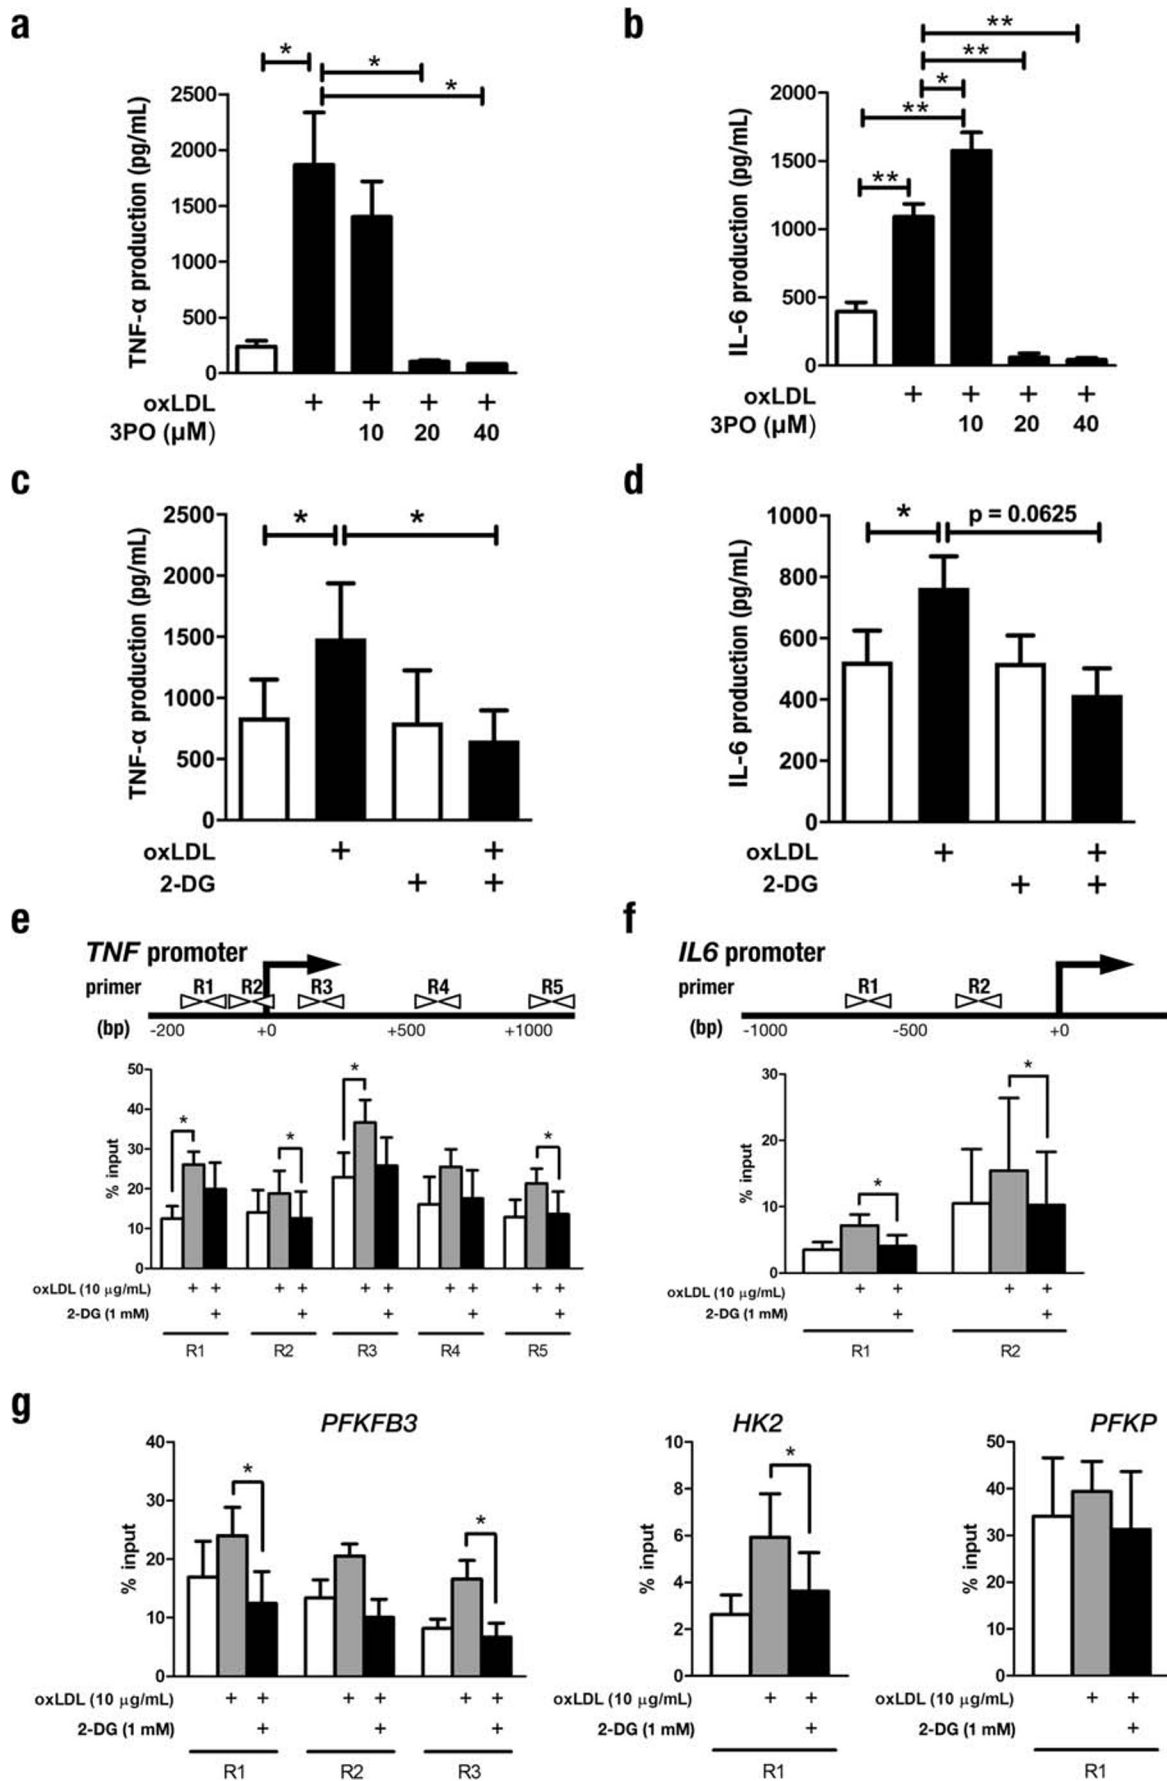 a
* * *
TNF-α production (pg/mL)
2500
2000
1500
1000
500
0
oxLDL + + + +
3PO (μM) 10 20 40
b
**
**
*
**
**
IL-6 production (pg/mL)
2000
1500
1000
500
0
oxLDL + + + +
3PO (μM) 10 20 40
c
* *
TNF-α production (pg/mL)
2500
2000
1500
1000
500
0
oxLDL + +
2-DG + +
d
* p = 0.0625
IL-6 production (pg/mL)
1000
800
600
400
200
0
oxLDL + +
2-DG + +
e
TNF promoter
primer R1 R2 R3 R4 R5
(bp) -200 +0 +500 +1000
% input
50
40
30
20
10
0
* * * *
oxLDL (10 μg/mL) + + + + + + + + + +
2-DG (1 mM) + + + + +
R1 R2 R3 R4 R5
f
IL6 promoter
primer R1 R2
(bp) -1000 -500 +0
% input
30
20
10
0
* *
oxLDL (10 μg/mL) + + + +
2-DG (1 mM) + +
R1 R2
g
PFKFB3
% input
40
30
20
10
0
* *
oxLDL (10 μg/mL) + + + + + +
2-DG (1 mM) + + +
R1 R2 R3
HK2
% input
10
8
6
4
2
0
*
oxLDL (10 μg/mL) + +
2-DG (1 mM) +
R1
PFKP
% input
50
40
30
20
10
0
oxLDL (10 μg/mL) + +
2-DG (1 mM) +
R1